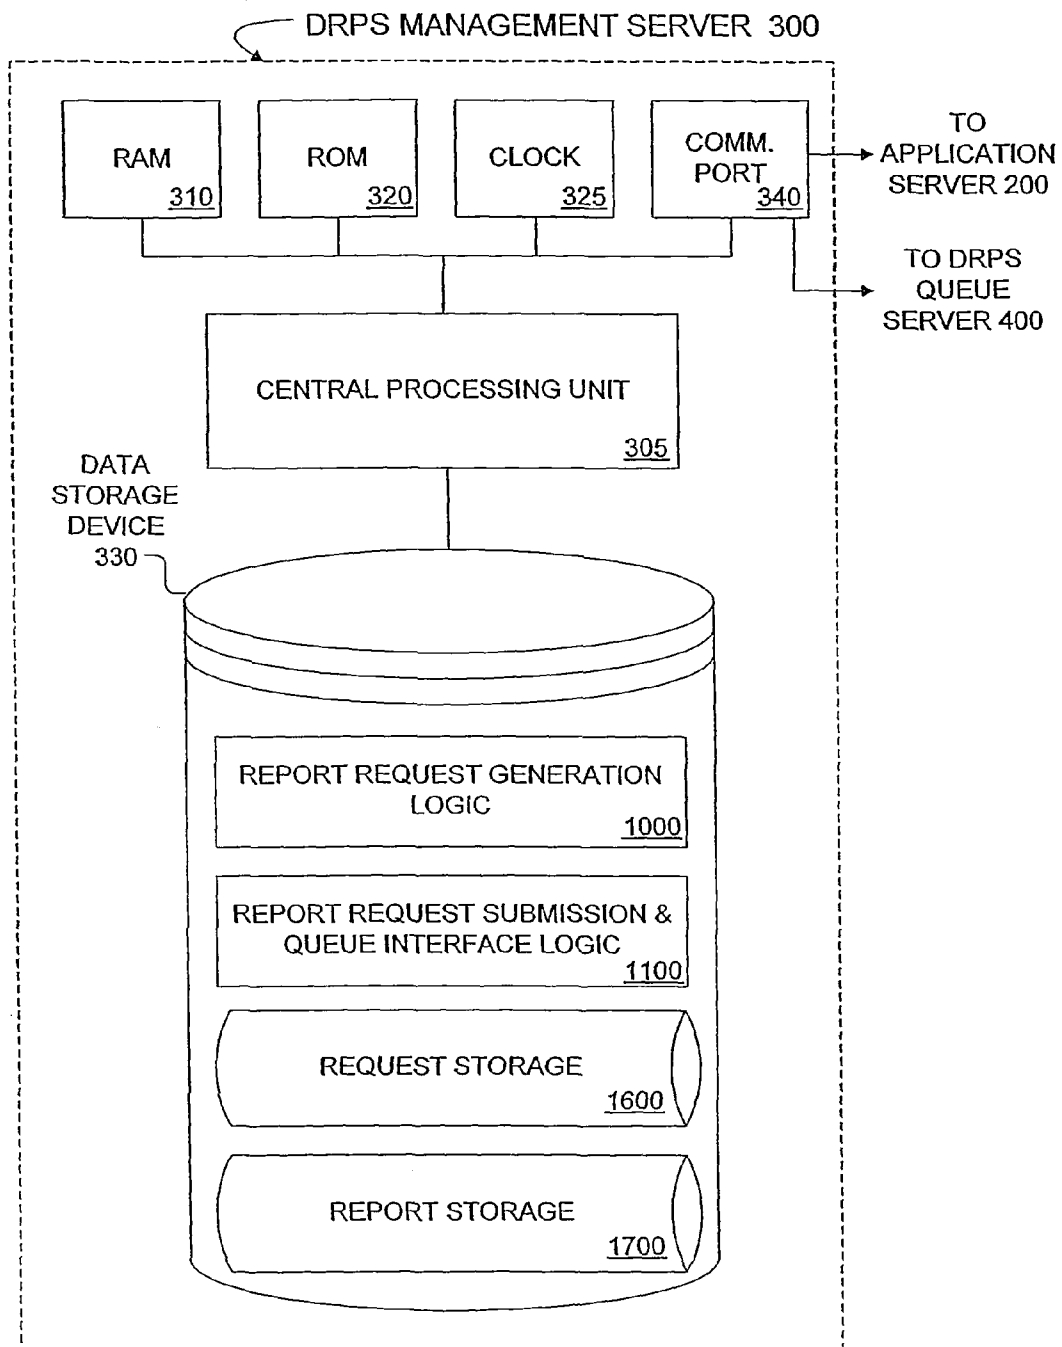 DRPS MANAGEMENT SERVER 300
RAM
310
ROM
320
CLOCK
325
COMM.
PORT
340
TO
APPLICATION
SERVER 200
TO DRPS
QUEUE
SERVER 400
CENTRAL PROCESSING UNIT
305
DATA
STORAGE
DEVICE
330
REPORT REQUEST GENERATION
LOGIC
1000
REPORT REQUEST SUBMISSION &
QUEUE INTERFACE LOGIC
1100
REQUEST STORAGE
1600
REPORT STORAGE
1700